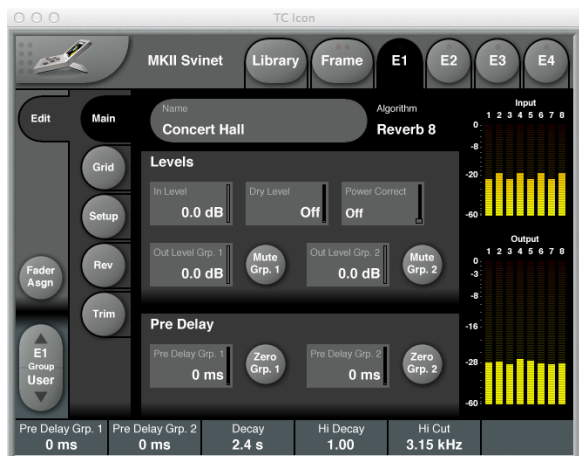 TC Icon
MKII Svinet
Library
Frame
E1
E2
E3
E4
Edit
Main
Name
Concert Hall
Algorithm
Reverb 8
Input
1 2 3 4 5 6 7 8
0
-8
-20
-60
Grid
Setup
Rev
Trim
Levels
In Level
0.0 dB
Dry Level
Off
Power Correct
Off
Out Level Grp. 1
0.0 dB
Mute
Grp. 1
Out Level Grp. 2
0.0 dB
Mute
Grp. 2
Output
1 2 3 4 5 6 7 8
0
-3
-8
-16
-28
-60
Fader
Asgn
E1
Group
User
Pre Delay
Pre Delay Grp. 1
0 ms
Zero
Grp. 1
Pre Delay Grp. 2
0 ms
Zero
Grp. 2
Pre Delay Grp. 1
0 ms
Pre Delay Grp. 2
0 ms
Decay
2.4 s
Hi Decay
1.00
Hi Cut
3.15 kHz